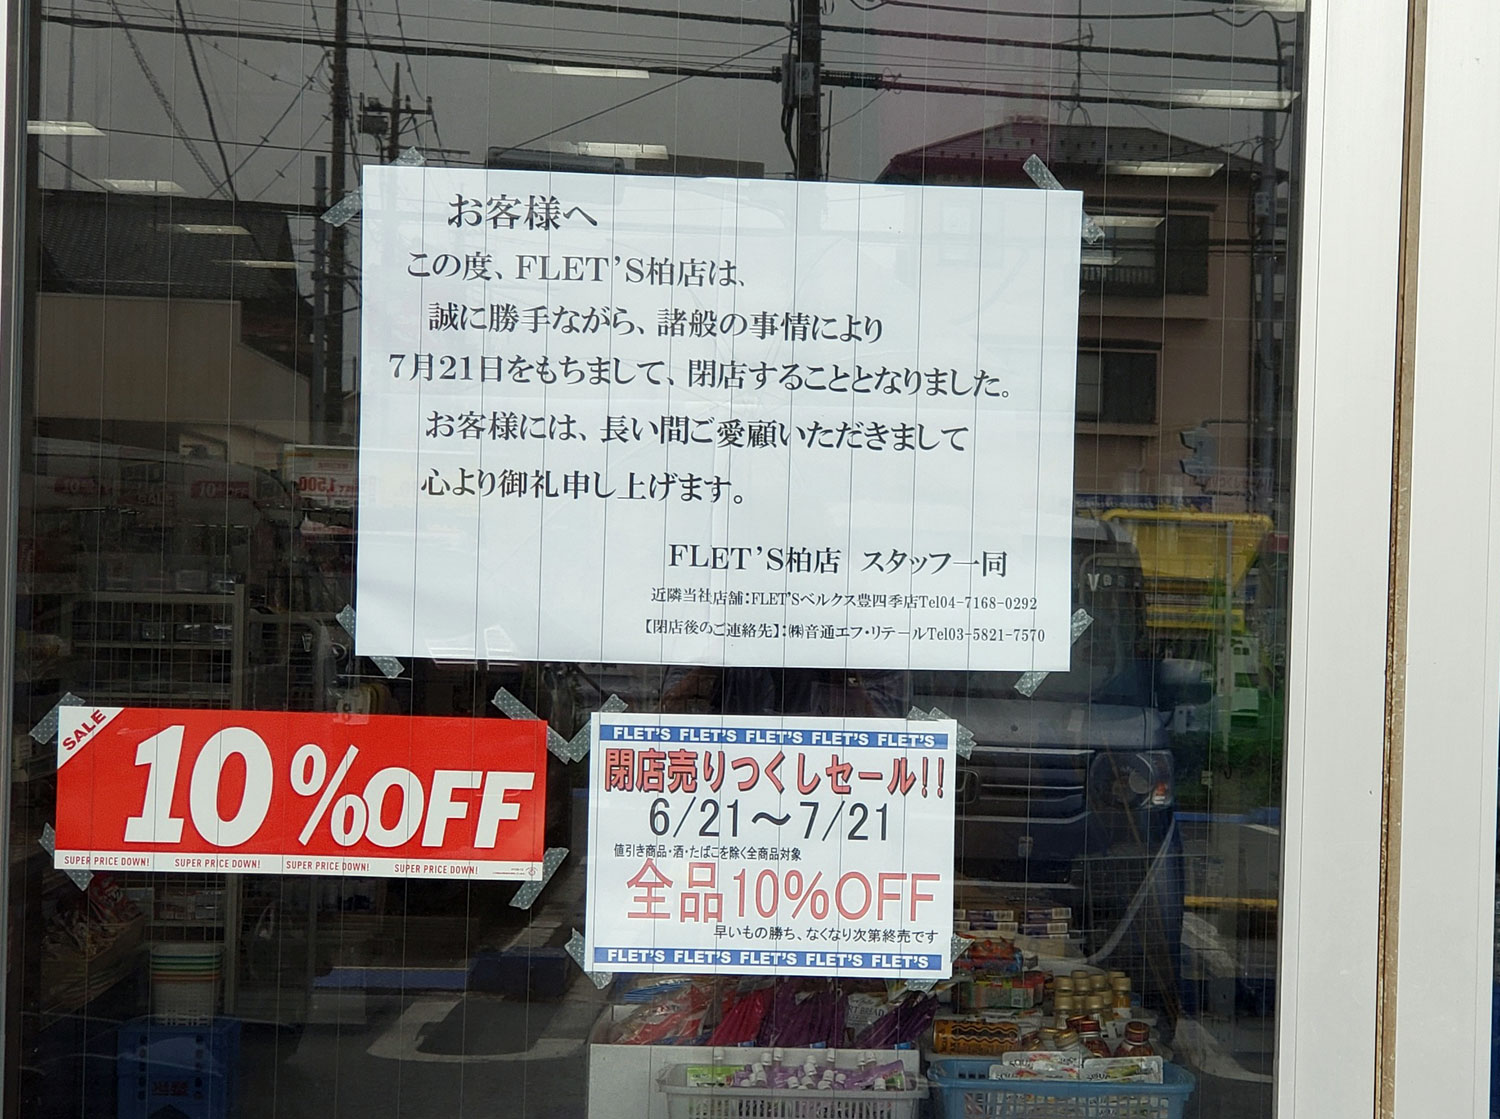 お客様へ
この度、FLET'S柏店は、
誠に勝手ながら、諸般の事情により
7月21日をもちまして、閉店することとなりました。
お客様には、長い間ご愛顧いただきまして
心より御礼申し上げます。
FLET'S柏店 スタッフ一同
近隣当社店舗:FLET'Sベルクス豊四季店Tel04-7168-0292
【閉店後のご連絡先】:㈱音通エフ・リテールTel03-5821-7570
SALE
10%OFF
SUPER PRICE DOWN! SUPER PRICE DOWN! SUPER PRICE DOWN! SUPER PRICE DOWN!
FLET'S FLET'S FLET'S FLET'S FLET'S
閉店売りつくしセール!!
6/21～7/21
値引き商品・酒・たばこを除く全商品対象
全品10%OFF
早いもの勝ち、なくなり次第終売です
FLET'S FLET'S FLET'S FLET'S FLET'S